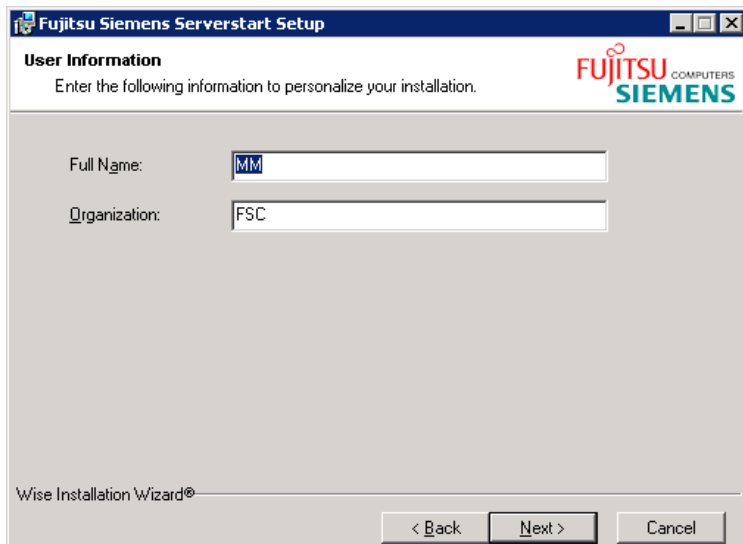 Fujitsu Siemens Serverstart Setup
User Information
Enter the following information to personalize your installation.
FUJITSU COMPUTERS
SIEMENS
Full Name:
MM
Organization:
FSC
Wise Installation Wizard®
< Back
Next >
Cancel